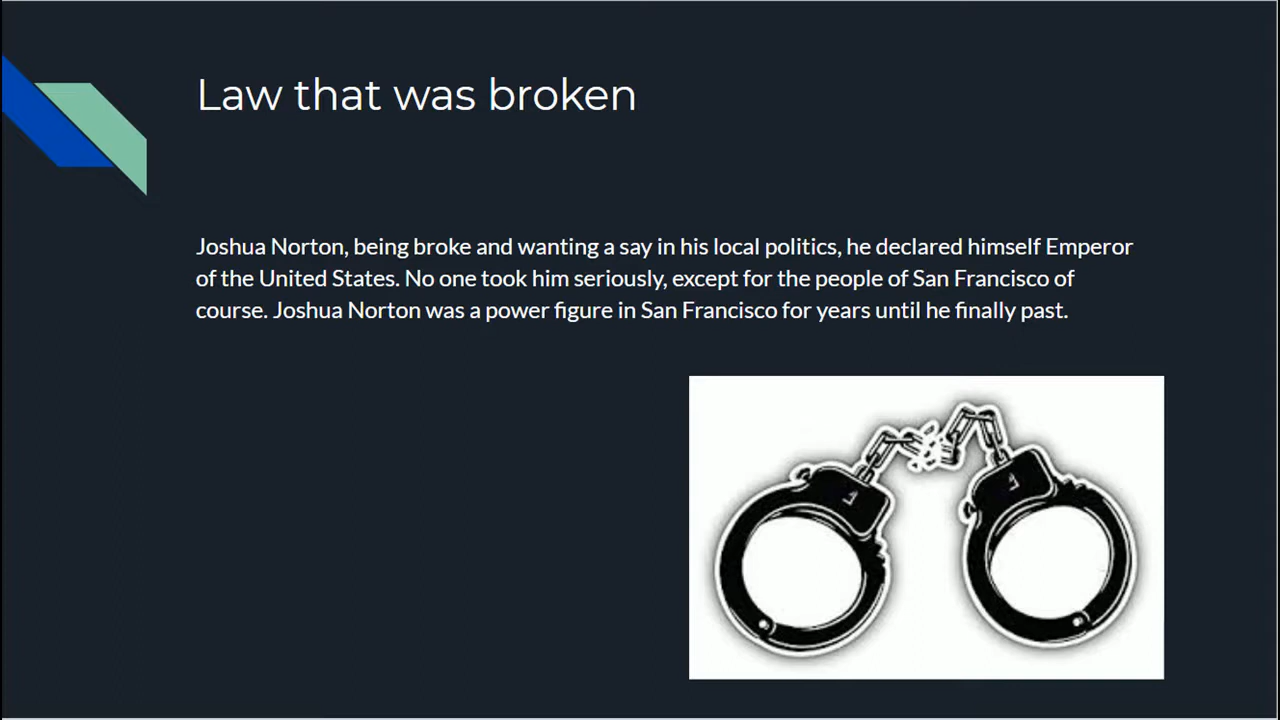 Law that was broken
Joshua Norton, being broke and wanting a say in his local politics, he declared himself Emperor
of the United States. No one took him seriously, except for the people of San Francisco of
course. Joshua Norton was a power figure in San Francisco for years until he finally past.